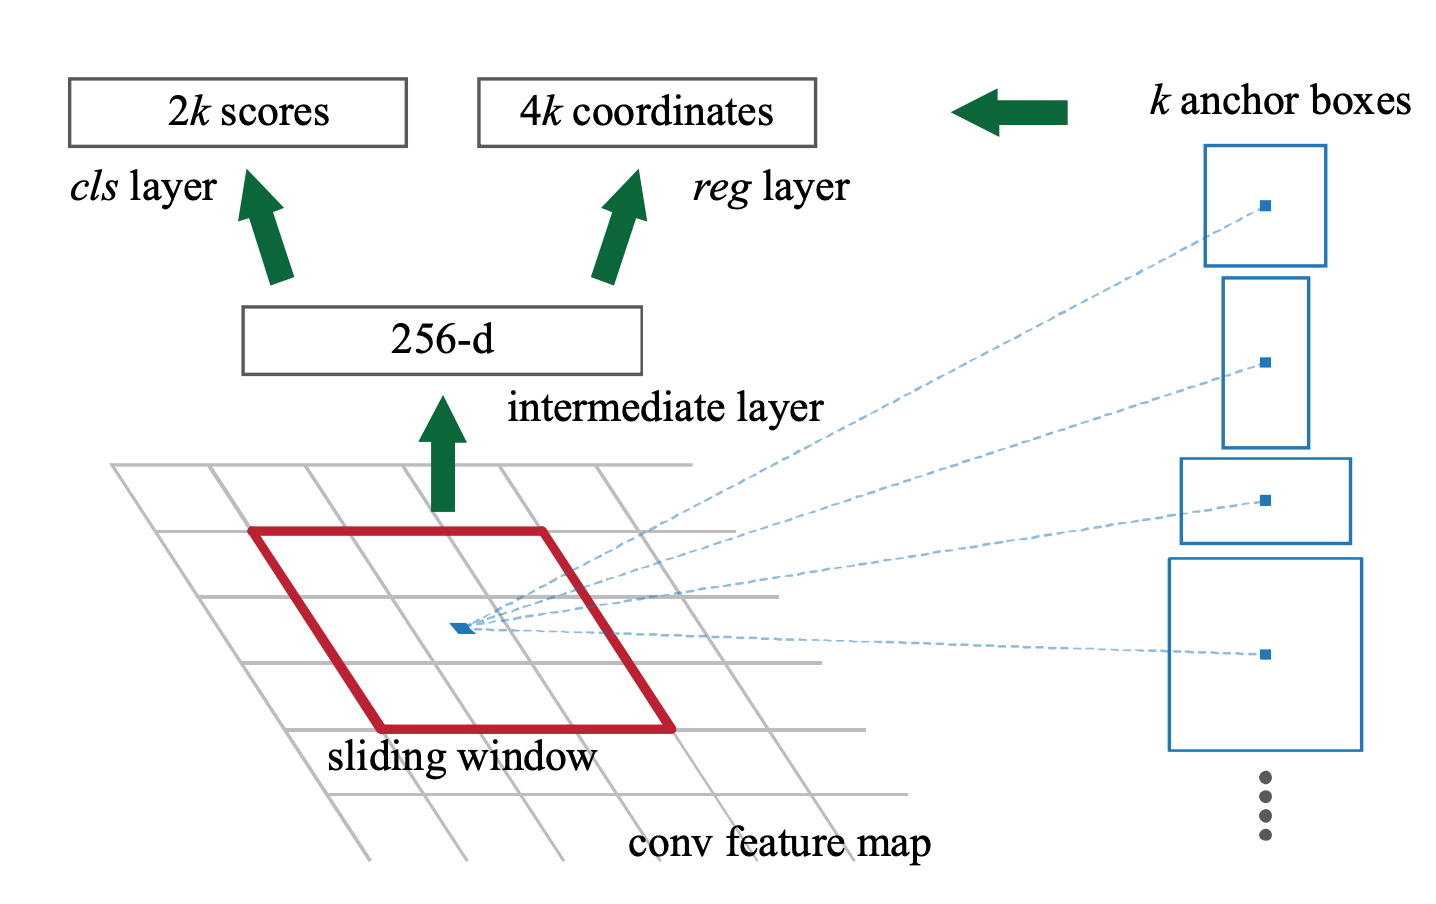 2k scores
4k coordinates
k anchor boxes
cls layer
reg layer
256-d
intermediate layer
sliding window
conv feature map